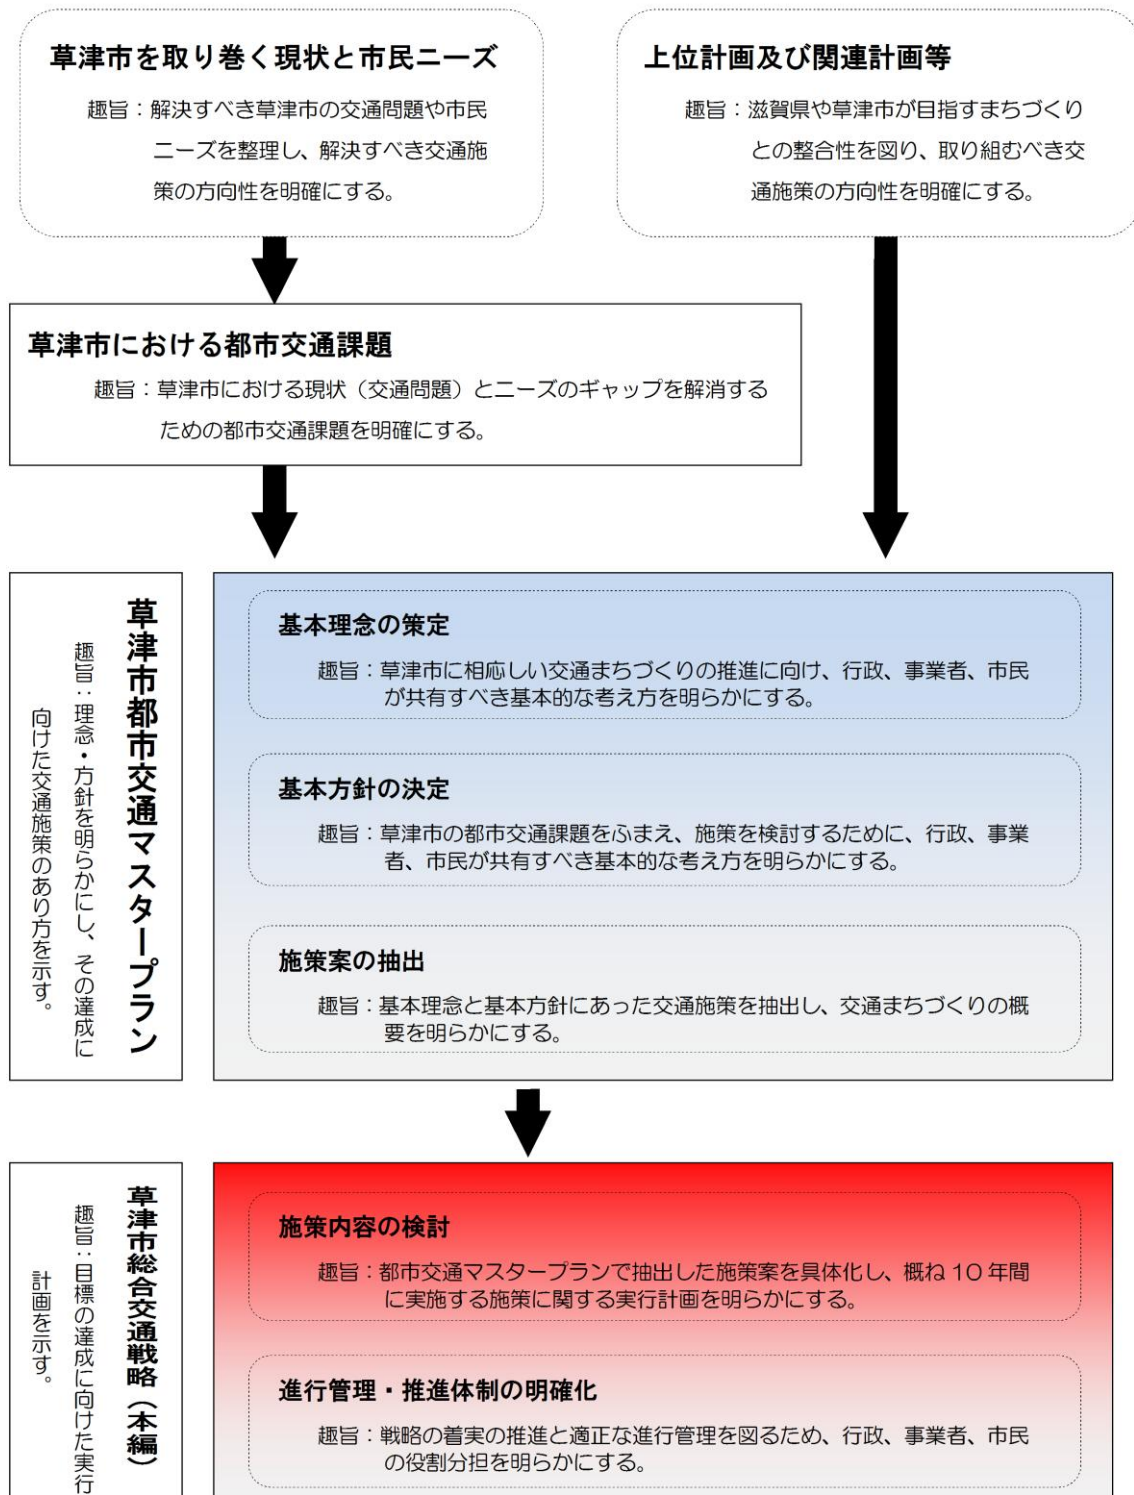 草津市を取り巻く現状と市民ニーズ
趣旨：解決すべき草津市の交通問題や市民
ニーズを整理し、解決すべき交通施
策の方向性を明確にする。
上位計画及び関連計画等
趣旨：滋賀県や草津市が目指すまちづくり
との整合性を図り、取り組むべき交
通施策の方向性を明確にする。
草津市における都市交通課題
趣旨：草津市における現状（交通問題）とニーズのギャップを解消する
ための都市交通課題を明確にする。
草津市都市交通マスタープラン
趣旨：理念・方針を明らかにし、その達成に
向けた交通施策のあり方を示す。
基本理念の策定
趣旨：草津市に相応しい交通まちづくりの推進に向け、行政、事業者、市民
が共有すべき基本的な考え方を明らかにする。
基本方針の決定
趣旨：草津市の都市交通課題をふまえ、施策を検討するために、行政、事業
者、市民が共有すべき基本的な考え方を明らかにする。
施策案の抽出
趣旨：基本理念と基本方針にあった交通施策を抽出し、交通まちづくりの概
要を明らかにする。
草津市総合交通戦略（本編）
趣旨：目標の達成に向けた実行
計画を示す。
施策内容の検討
趣旨：都市交通マスタープランで抽出した施策案を具体化し、概ね 10 年間
に実施する施策に関する実行計画を明らかにする。
進行管理・推進体制の明確化
趣旨：戦略の着実の推進と適正な進行管理を図るため、行政、事業者、市民
の役割分担を明らかにする。